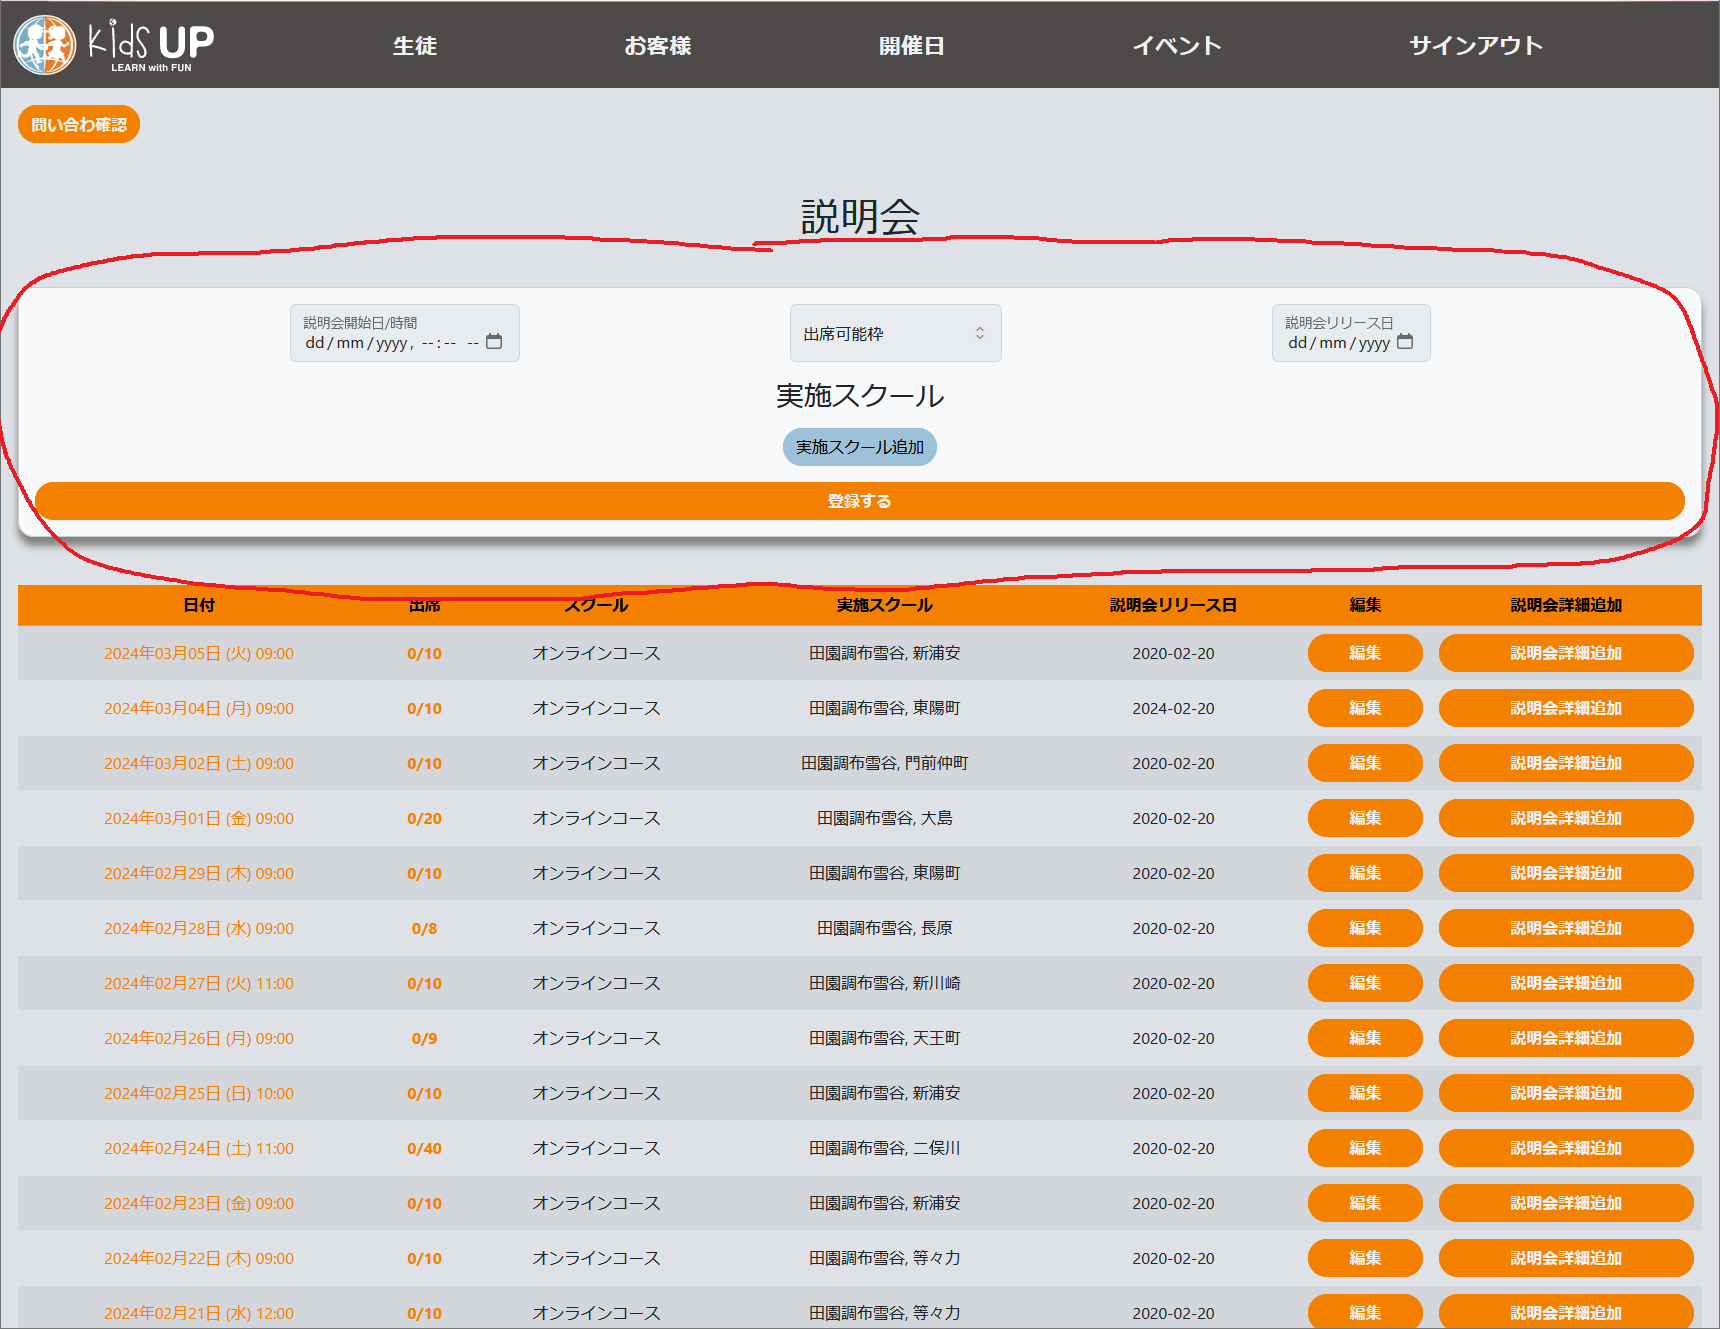 Kids UP
LEARN with FUN
生徒 お客様 開催日 イベント サインアウト
問い合わ確認
説明会
説明会開始日/時間 出席可能枠 説明会リリース日
dd/mm/yyyy, --:-- -- dd/mm/yyyy
実施スクール
実施スクール追加
登録する
日付 出席 スクール 実施スクール 説明会リリース日 編集 説明会詳細追加
2024年03月05日 (火) 09:00 0/10 オンラインコース 田園調布雪谷, 新浦安 2020-02-20 編集 説明会詳細追加
2024年03月04日 (月) 09:00 0/10 オンラインコース 田園調布雪谷, 東陽町 2024-02-20 編集 説明会詳細追加
2024年03月02日 (土) 09:00 0/10 オンラインコース 田園調布雪谷, 門前仲町 2020-02-20 編集 説明会詳細追加
2024年03月01日 (金) 09:00 0/20 オンラインコース 田園調布雪谷, 大島 2020-02-20 編集 説明会詳細追加
2024年02月29日 (木) 09:00 0/10 オンラインコース 田園調布雪谷, 東陽町 2020-02-20 編集 説明会詳細追加
2024年02月28日 (水) 09:00 0/8 オンラインコース 田園調布雪谷, 長原 2020-02-20 編集 説明会詳細追加
2024年02月27日 (火) 11:00 0/10 オンラインコース 田園調布雪谷, 新川崎 2020-02-20 編集 説明会詳細追加
2024年02月26日 (月) 09:00 0/9 オンラインコース 田園調布雪谷, 天王町 2020-02-20 編集 説明会詳細追加
2024年02月25日 (日) 10:00 0/10 オンラインコース 田園調布雪谷, 新浦安 2020-02-20 編集 説明会詳細追加
2024年02月24日 (土) 11:00 0/40 オンラインコース 田園調布雪谷, 二俣川 2020-02-20 編集 説明会詳細追加
2024年02月23日 (金) 09:00 0/10 オンラインコース 田園調布雪谷, 新浦安 2020-02-20 編集 説明会詳細追加
2024年02月22日 (木) 09:00 0/10 オンラインコース 田園調布雪谷, 等々力 2020-02-20 編集 説明会詳細追加
2024年02月21日 (水) 12:00 0/10 オンラインコース 田園調布雪谷, 等々力 2020-02-20 編集 説明会詳細追加